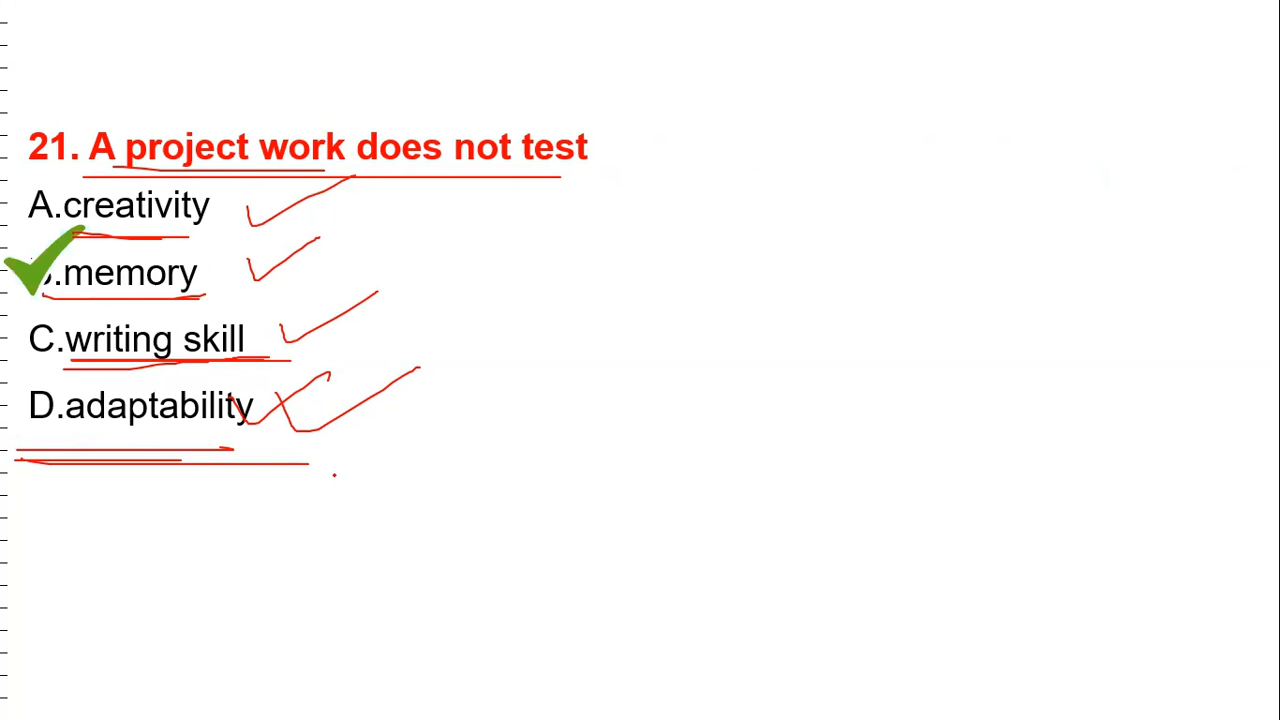 21. A project work does not test
A.creativity
.memory
C.writing skill
D.adaptability